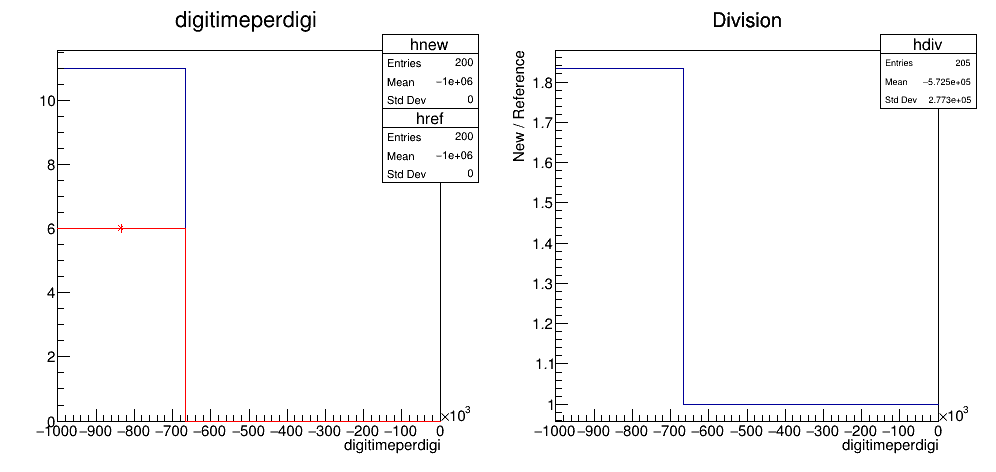 digitimeperdigi
hnew
Entries 200
Mean −1e+06
Std Dev 0
href
Entries 200
Mean −1e+06
Std Dev 0
10
8
6
4
2
0
−1000 −900 −800 −700 −600 −500 −400 −300 −200 −100 0
×10³
digitimeperdigi
Division
hdiv
Entries 205
Mean −5.725e+05
Std Dev 2.773e+05
New / Reference
1.8
1.7
1.6
1.5
1.4
1.3
1.2
1.1
1
−1000 −900 −800 −700 −600 −500 −400 −300 −200 −100 0
×10³
digitimeperdigi